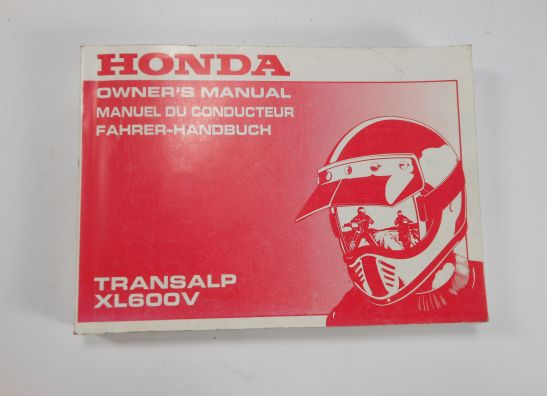 HONDA
OWNER'S MANUAL
MANUEL DU CONDUCTEUR
FAHRER-HANDBUCH
TRANSALP
XL600V